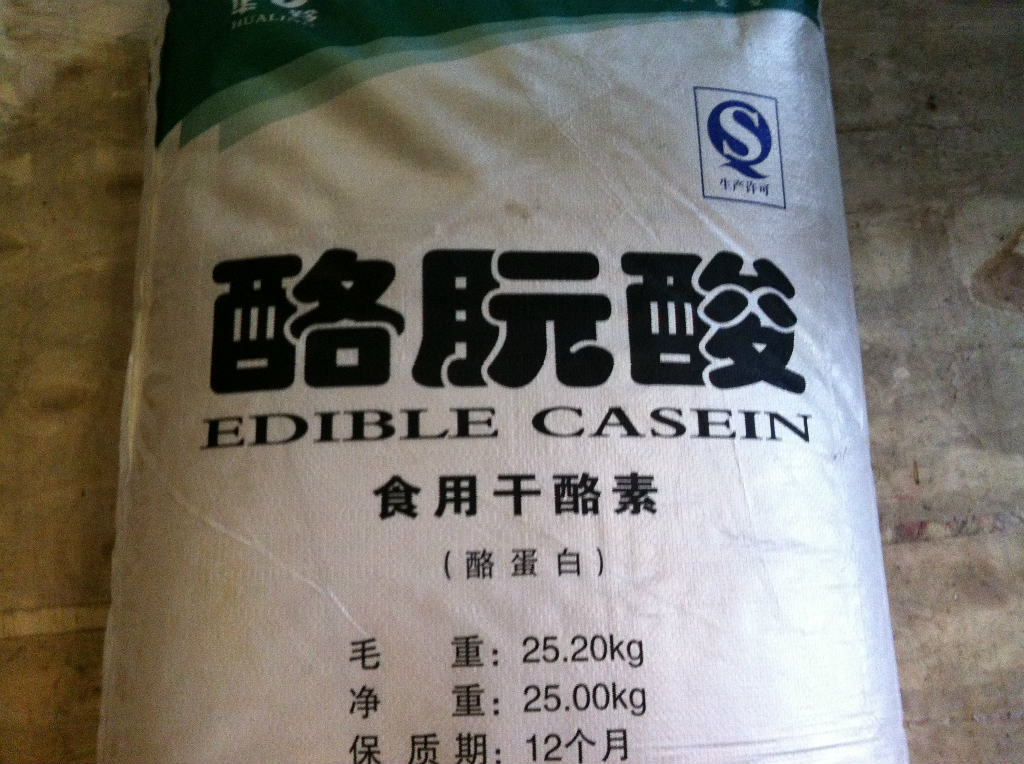 生产许可
酪朊酸
EDIBLE CASEIN
食用干酪素
(酪蛋白)
毛 重: 25.20kg
净 重: 25.00kg
保质期: 12个月